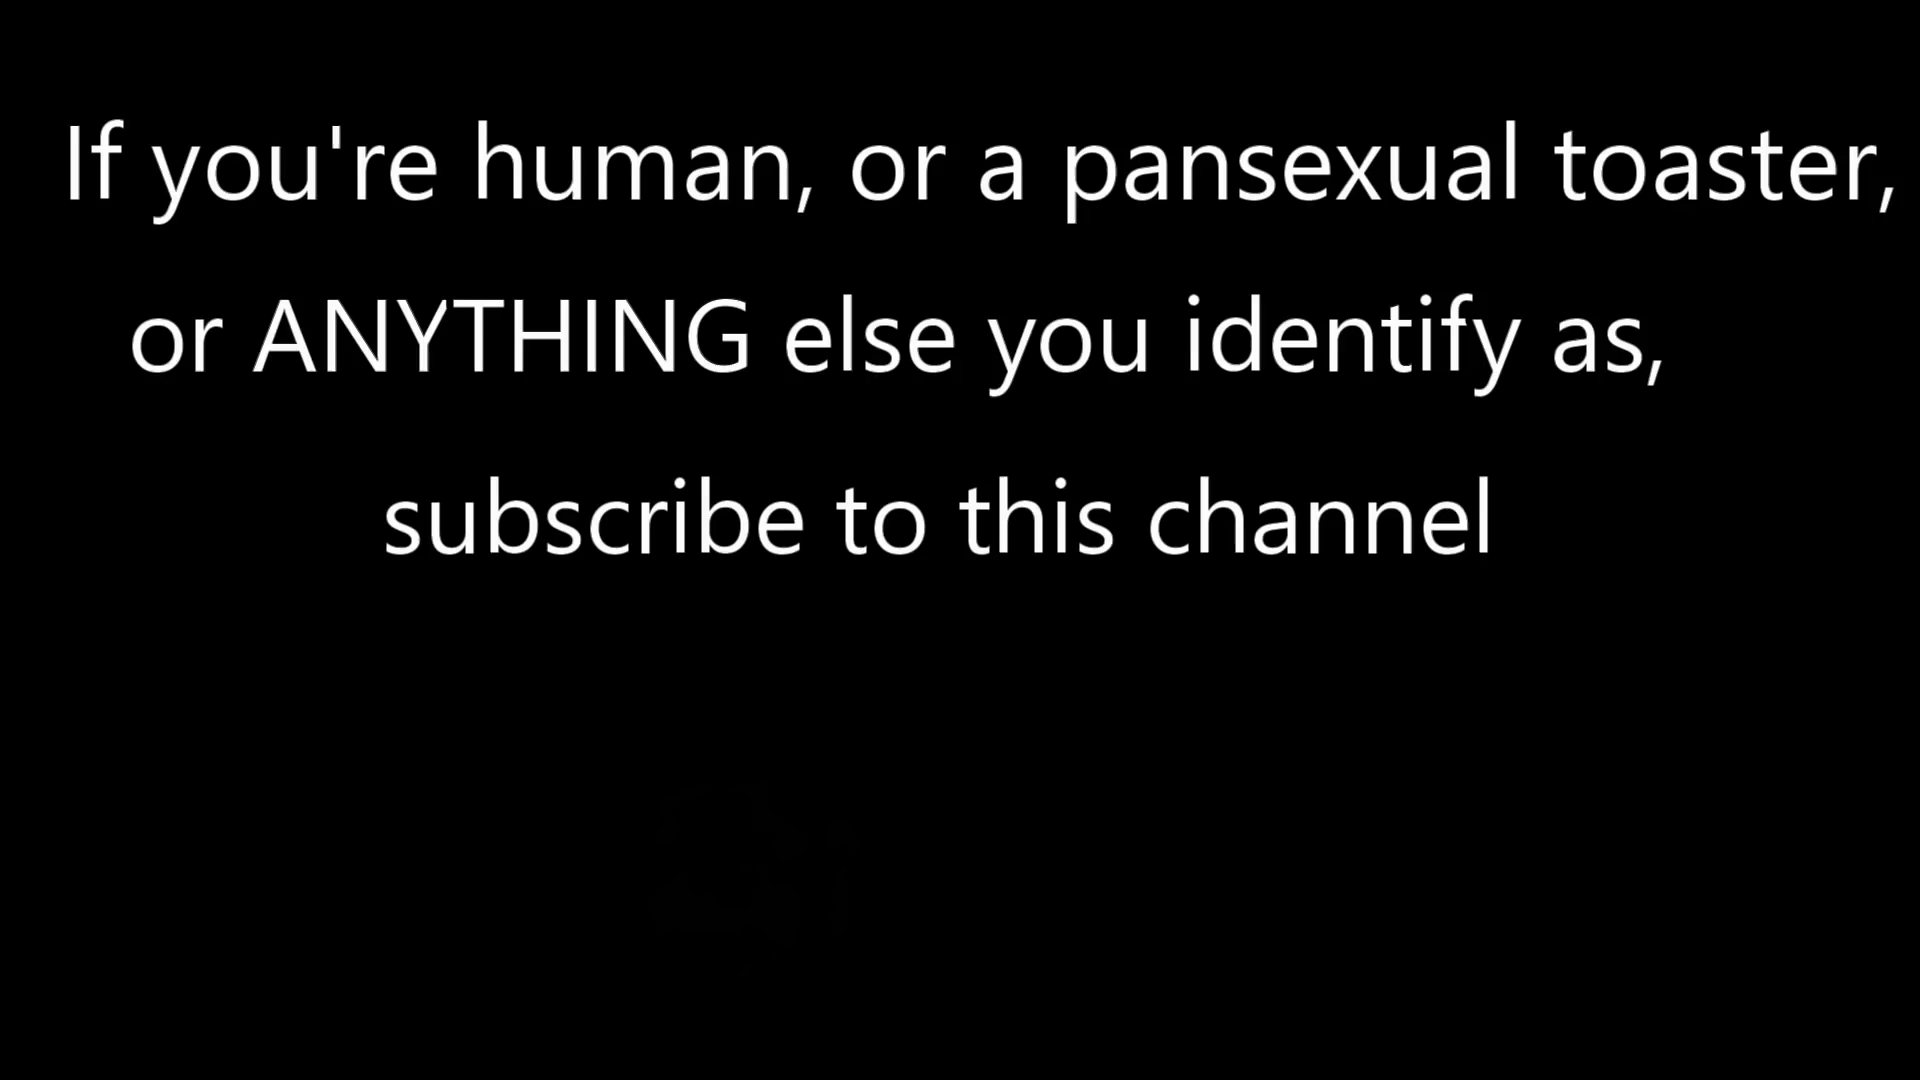 If you're human, or a pansexual toaster,
or ANYTHING else you identify as,
subscribe to this channel